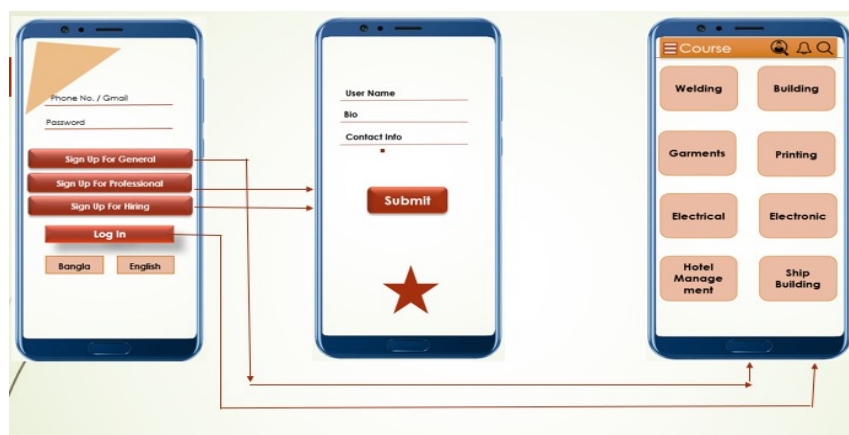 Phone No. / Gmail
Password
Sign Up For General
Sign Up For Professional
Sign Up For Hiring
Log In
Bangla English
User Name
Bio
Contact Info
Submit
Course
Welding Building
Garments Printing
Electrical Electronic
Hotel
Manage
ment
Ship
Building